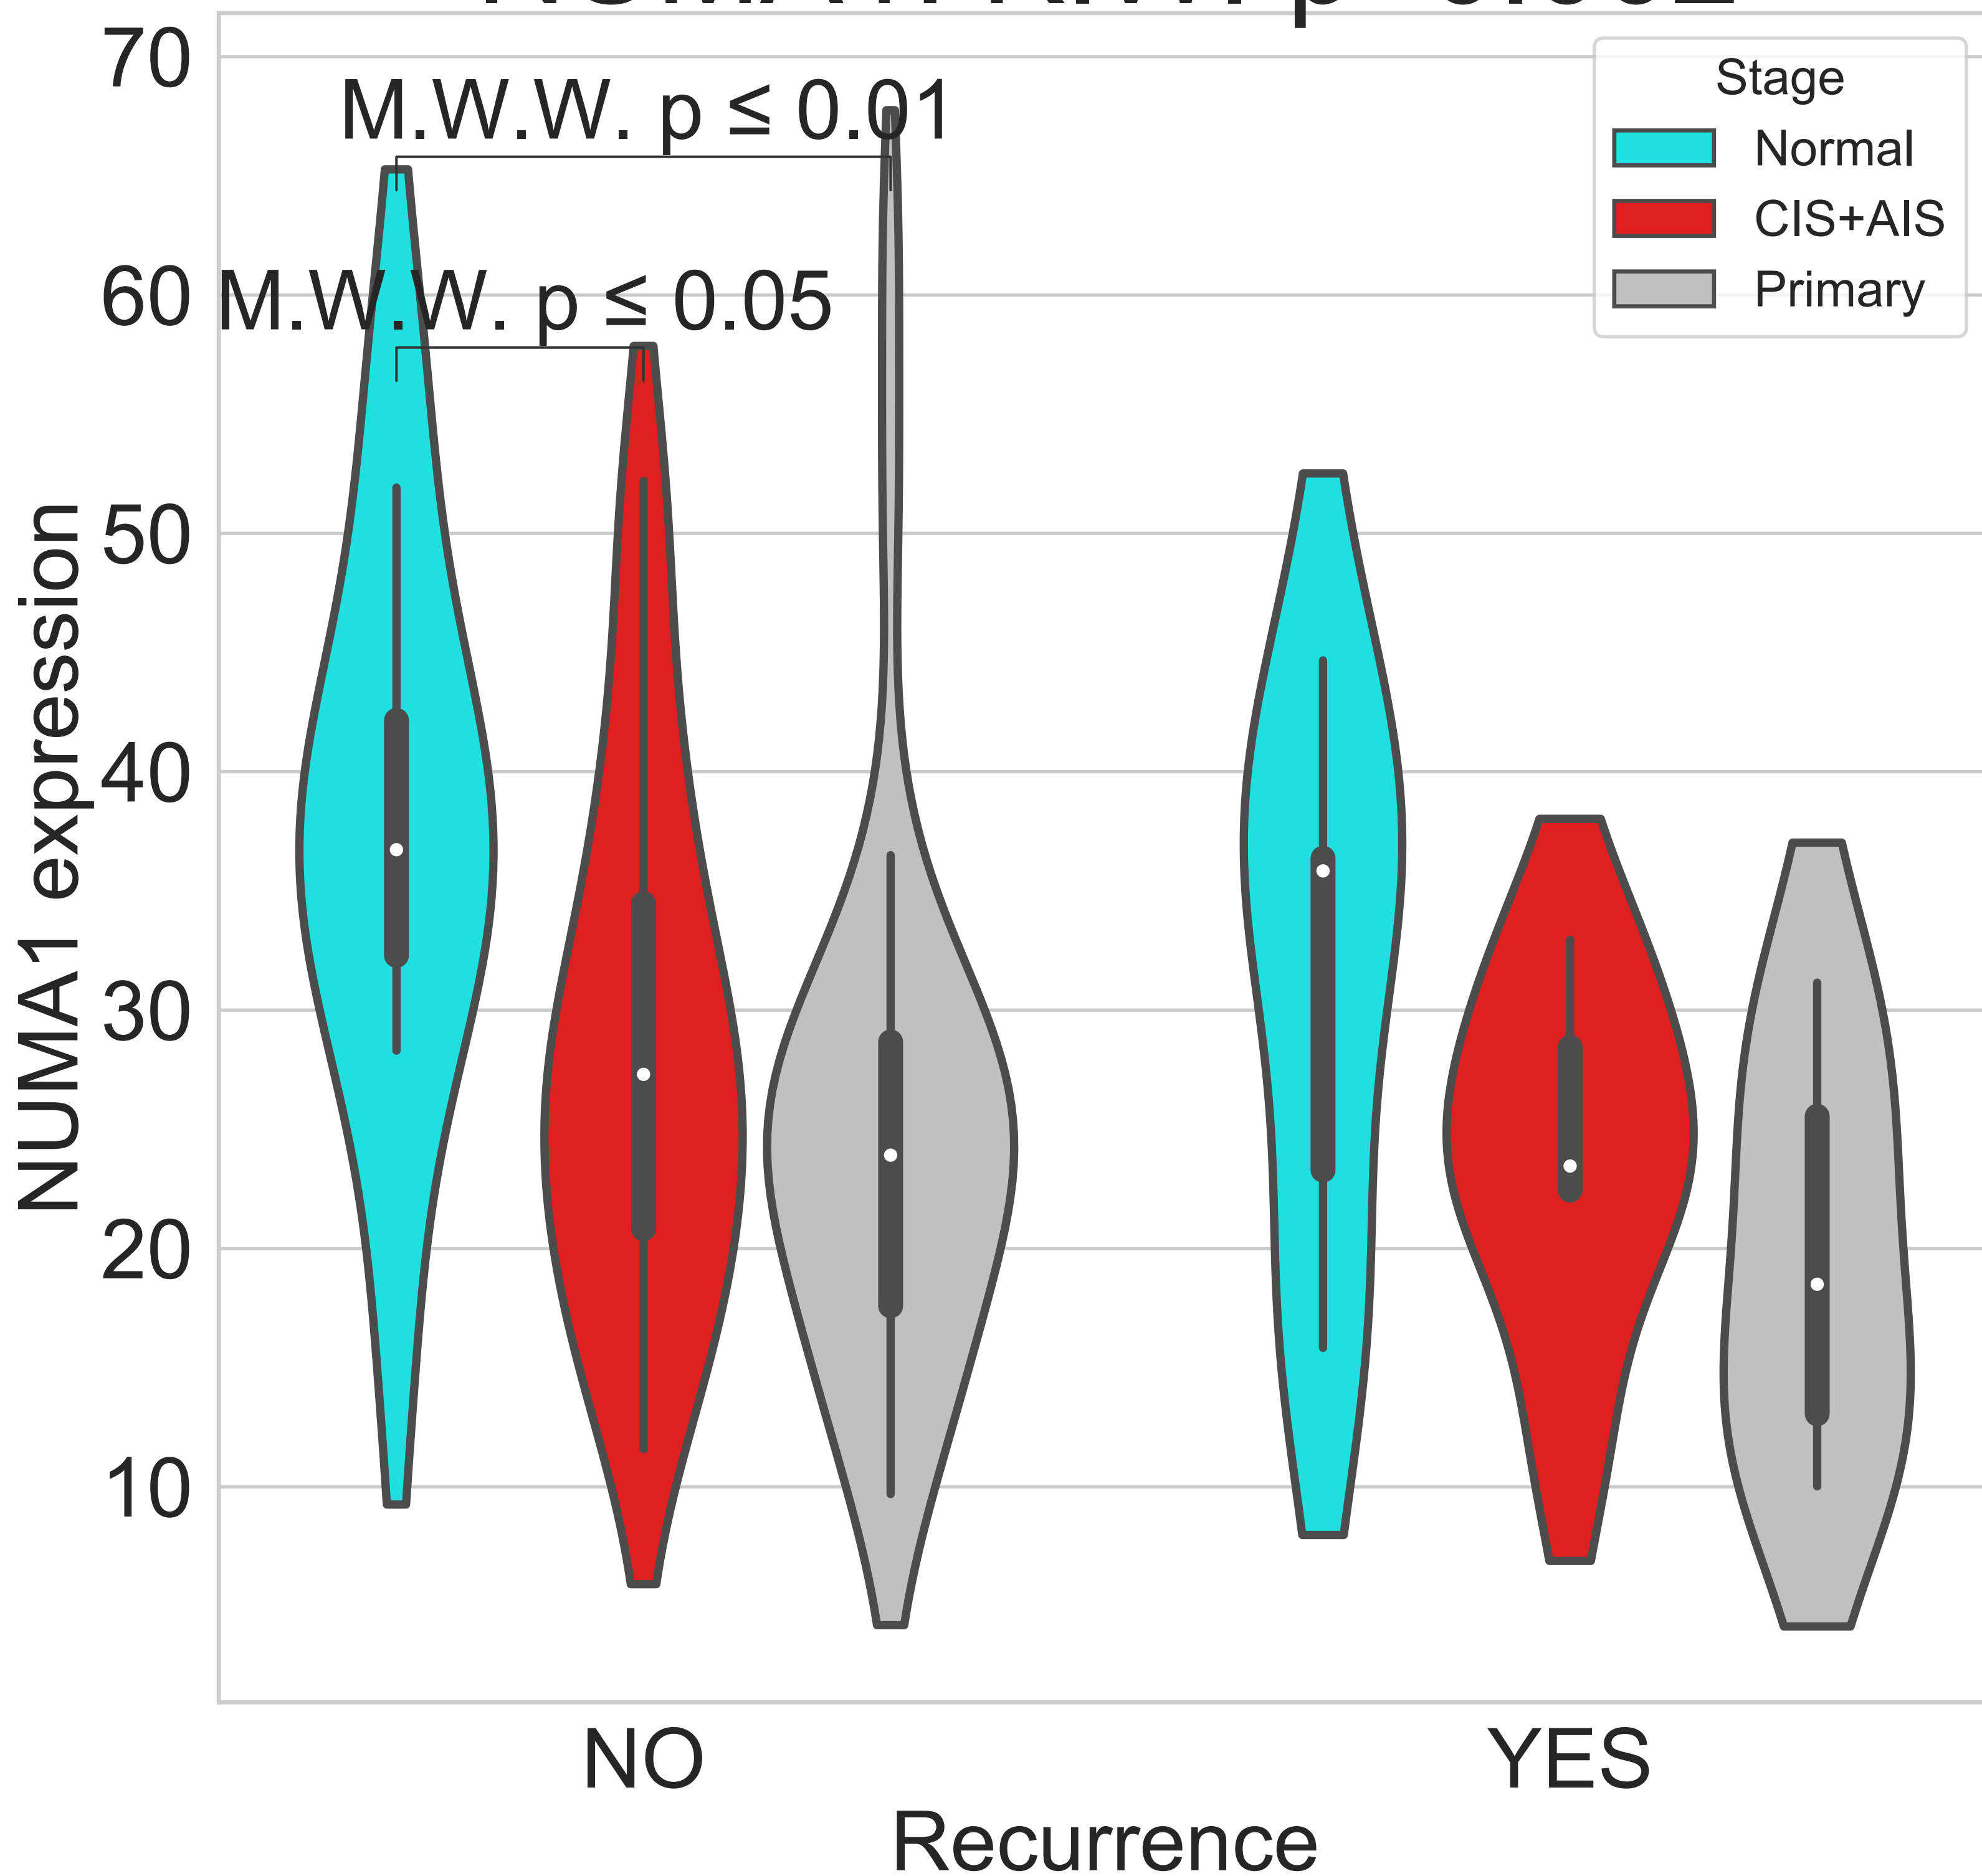 70
M.W.W. p ≤ 0.01
Stage
Normal
CIS+AIS
Primary
60
M.W.W. p ≤ 0.05
50
40
30
20
10
NUMA1 expression
NO
YES
Recurrence